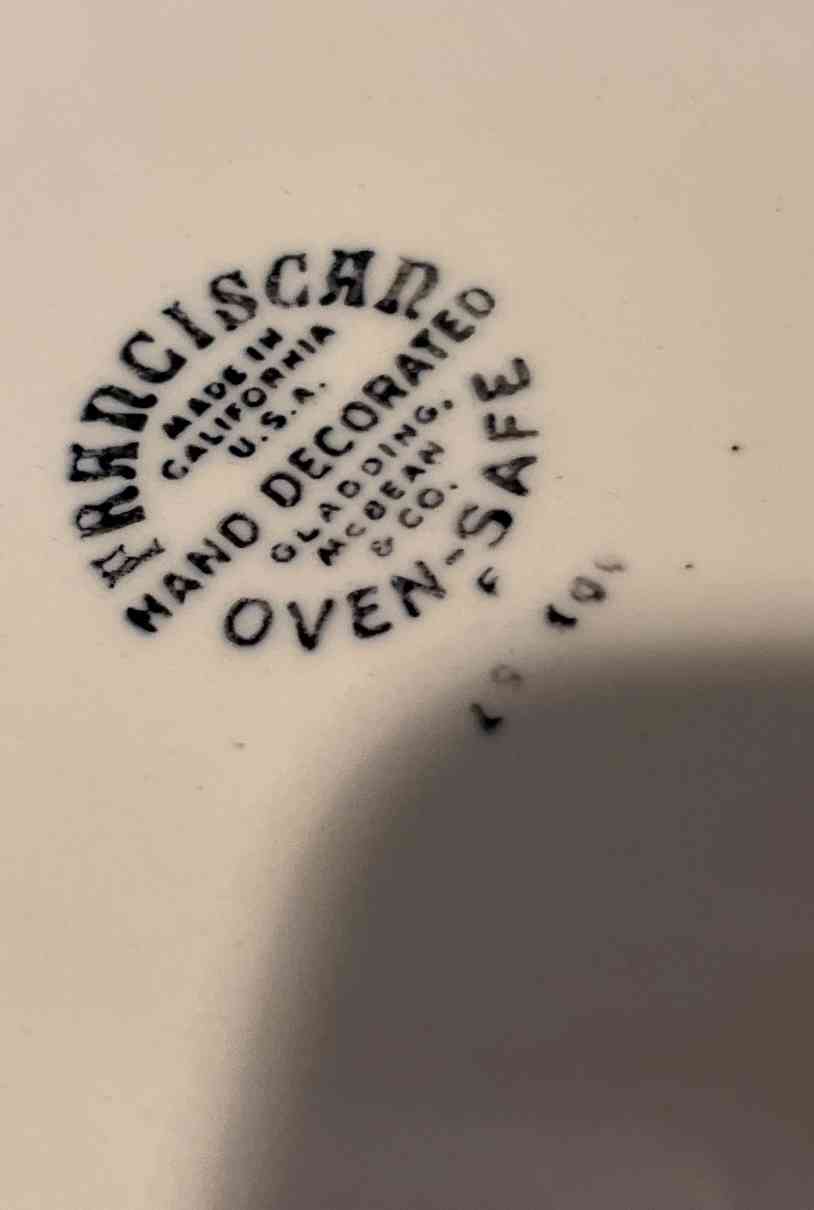 FRANCISCAN
MADE IN
CALIFORNIA
U.S.A.
HAND DECORATED
GLADDING,
McBEAN
& CO.
OVEN-SAFE